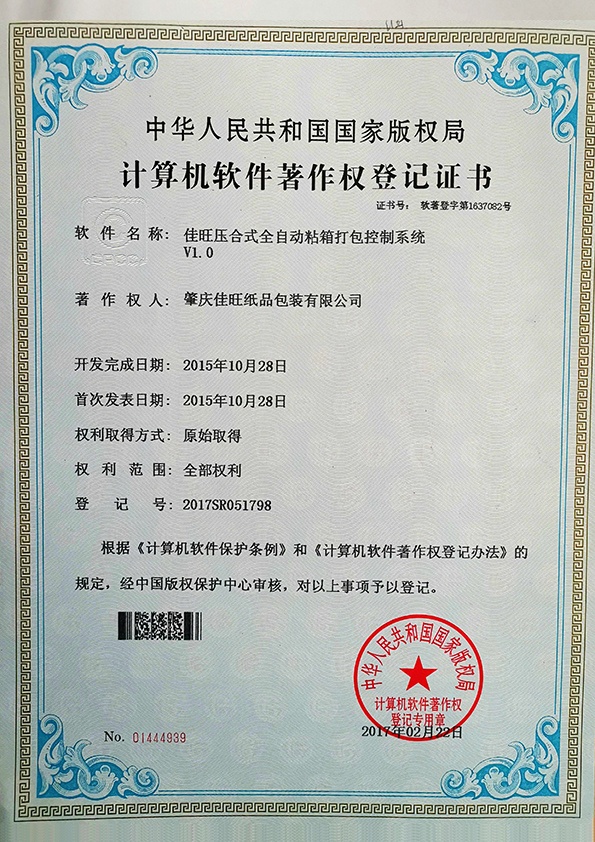 中华人民共和国国家版权局
计算机软件著作权登记证书
证书号: 软著登字第1637082号
软件名称: 佳旺压合式全自动粘箱打包控制系统
V1.0
著作权人: 肇庆佳旺纸品包装有限公司
开发完成日期: 2015年10月28日
首次发表日期: 2015年10月28日
权利取得方式: 原始取得
权利范围: 全部权利
登记号: 2017SR051798
根据《计算机软件保护条例》和《计算机软件著作权登记办法》的
规定，经中国版权保护中心审核，对以上事项予以登记。
中华人民共和国国家版权局
计算机软件著作权
登记专用章
No. 01444939
2017年02月22日